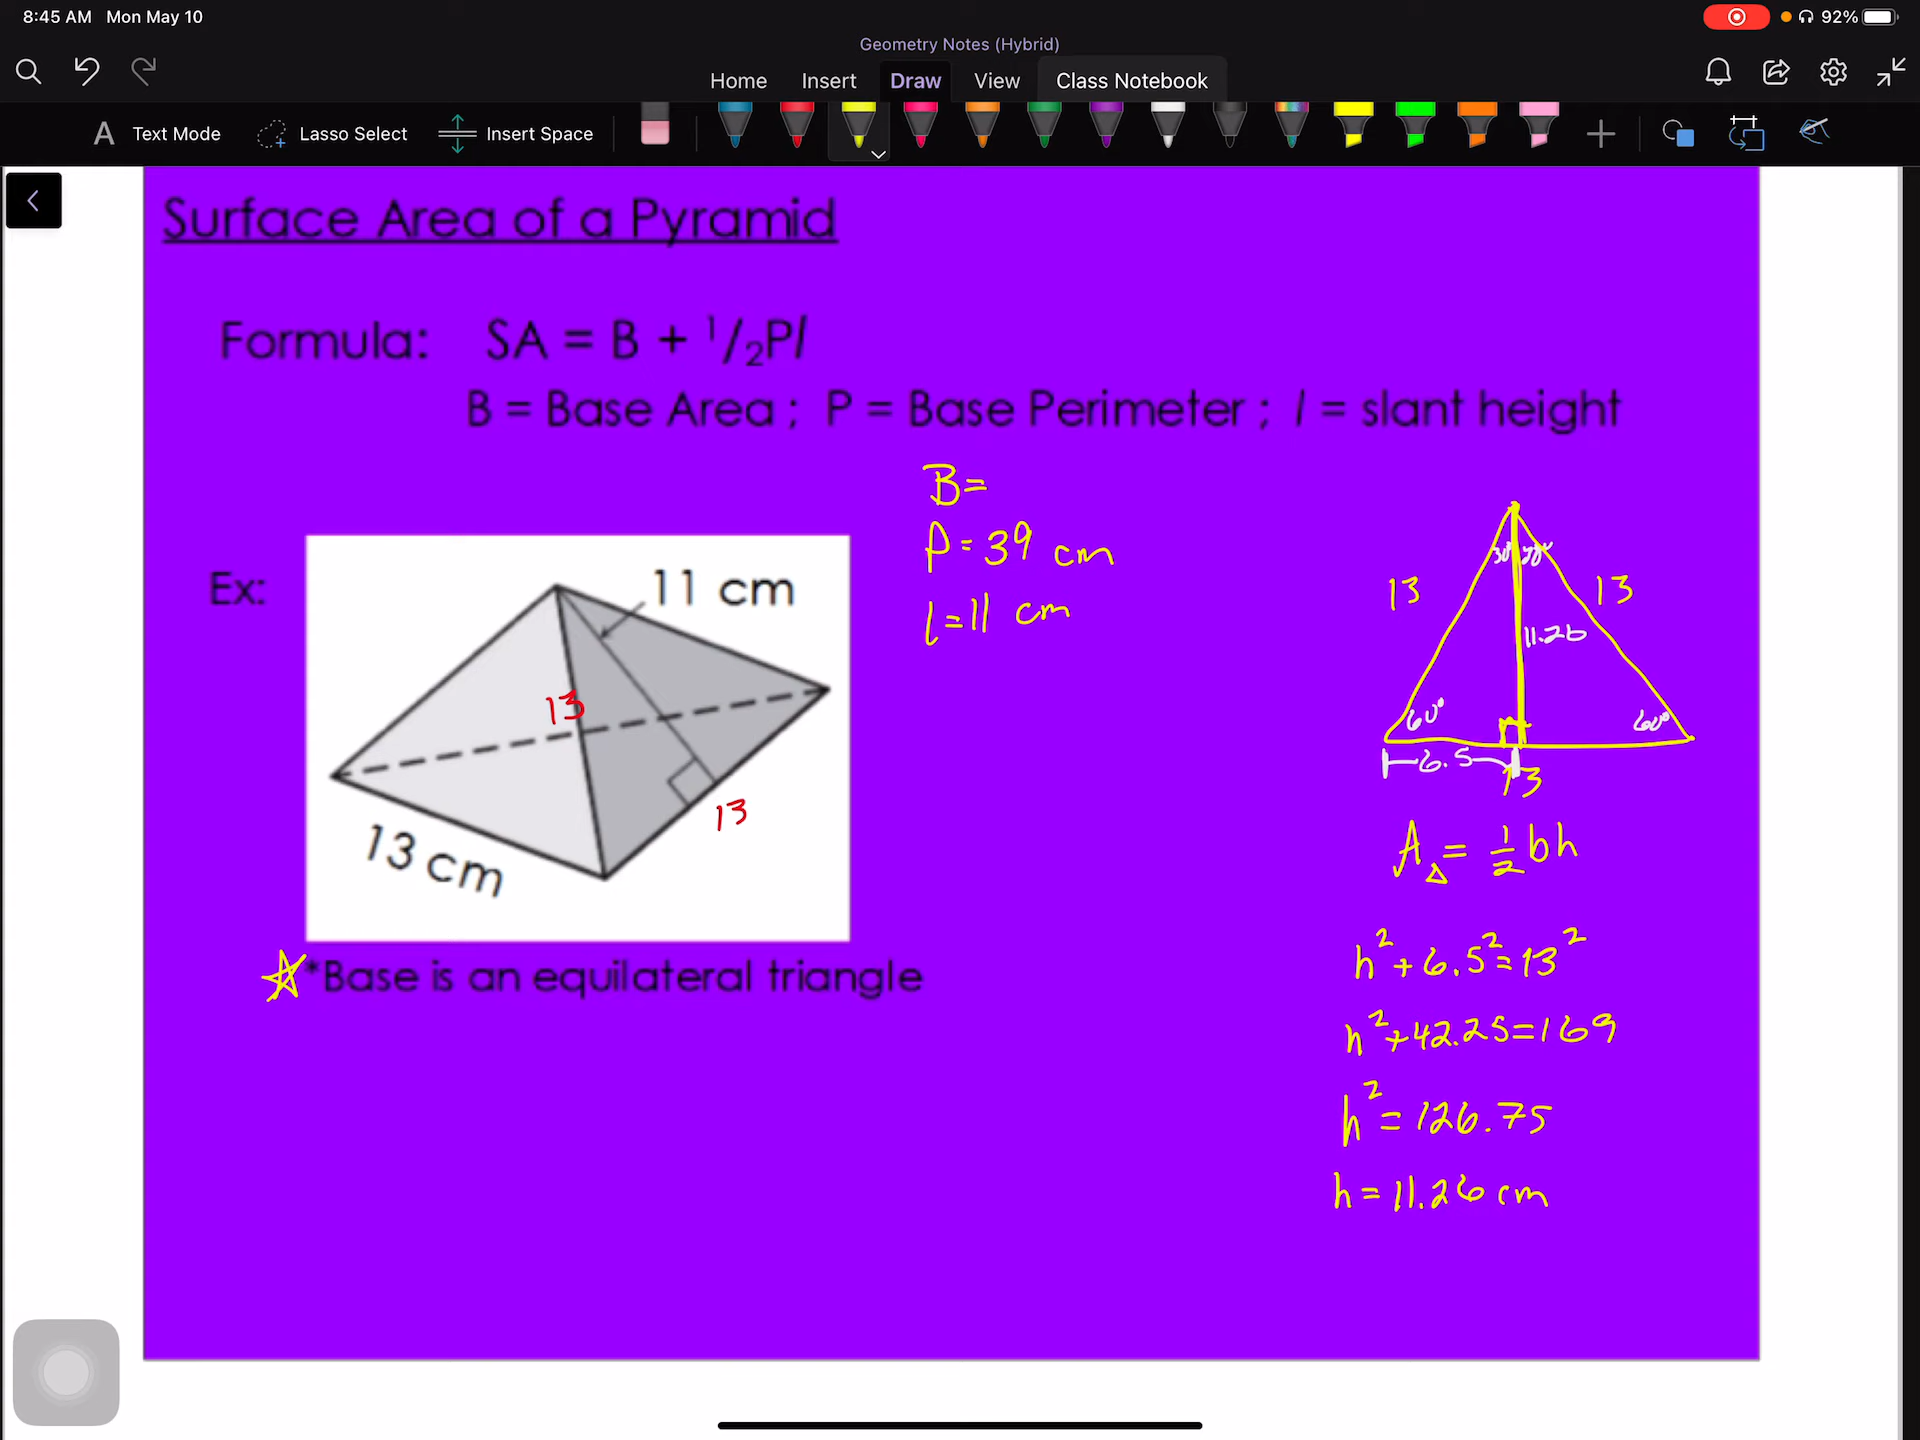 8:45 AM Mon May 10
92%
Geometry Notes (Hybrid)
Home Insert Draw View Class Notebook
A Text Mode Lasso Select Insert Space
Surface Area of a Pyramid
Formula: SA = B + 1/2Pl
B = Base Area ; P = Base Perimeter ; l = slant height
B=
P = 39 cm
l = 11 cm
Ex:
11 cm
13
13
13 cm
*Base is an equilateral triangle
30°
13
13
11.26
60°
60°
6.5
13
A△ = 1/2 bh
h² + 6.5² = 13²
h² + 42.25 = 169
h² = 126.75
h = 11.26 cm